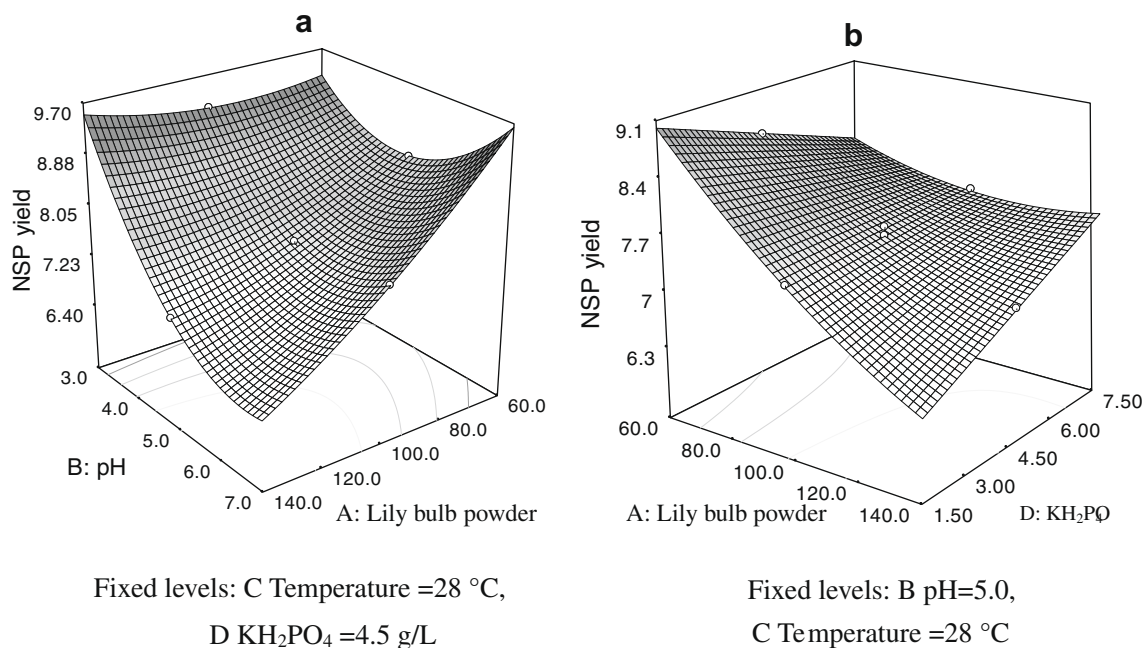 a
9.70
8.88
8.05
7.23
6.40
NSP yield
3.0
4.0
5.0
6.0
7.0
B: pH
140.0
120.0
100.0
80.0
60.0
A: Lily bulb powder
Fixed levels: C Temperature =28 °C,
D KH₂PO₄ =4.5 g/L
b
9.1
8.4
7.7
7
6.3
NSP yield
60.0
80.0
100.0
120.0
140.0
A: Lily bulb powder
1.50
3.00
4.50
6.00
7.50
D: KH₂PO₄
Fixed levels: B pH=5.0,
C Temperature =28 °C